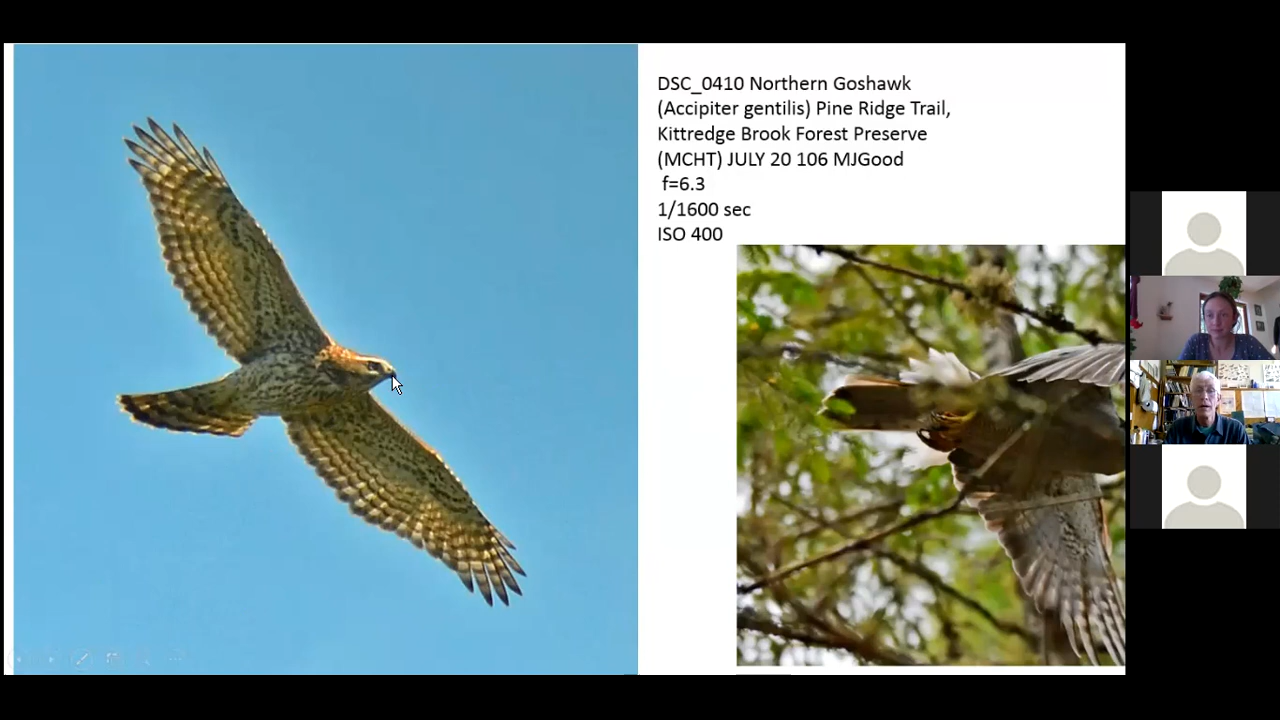 DSC_0410 Northern Goshawk
(Accipiter gentilis) Pine Ridge Trail,
Kittredge Brook Forest Preserve
(MCHT) JULY 20 106 MJGood
f=6.3
1/1600 sec
ISO 400